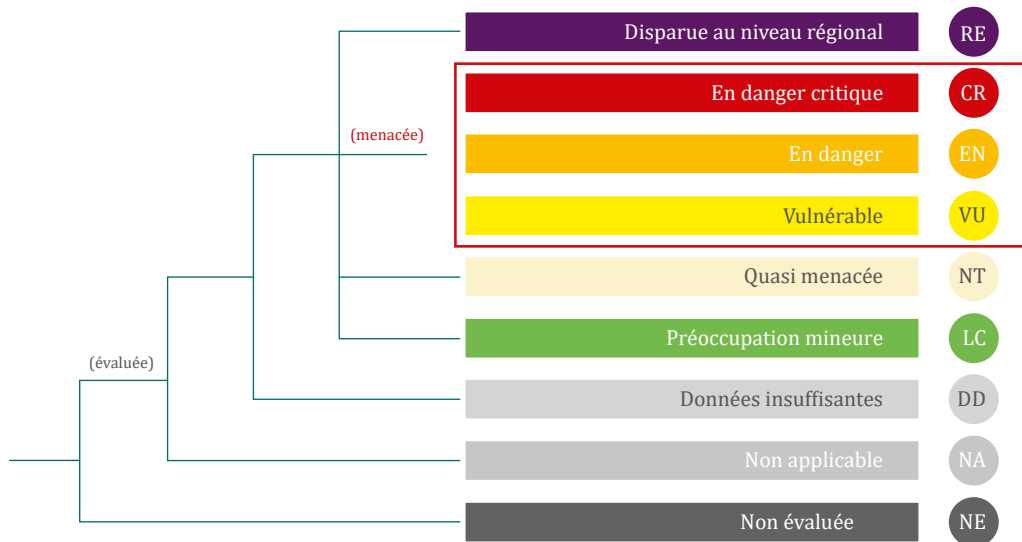 Disparue au niveau régional RE
En danger critique CR
(menacée)
En danger EN
Vulnérable VU
Quasi menacée NT
Préoccupation mineure LC
(évaluée)
Données insuffisantes DD
Non applicable NA
Non évaluée NE